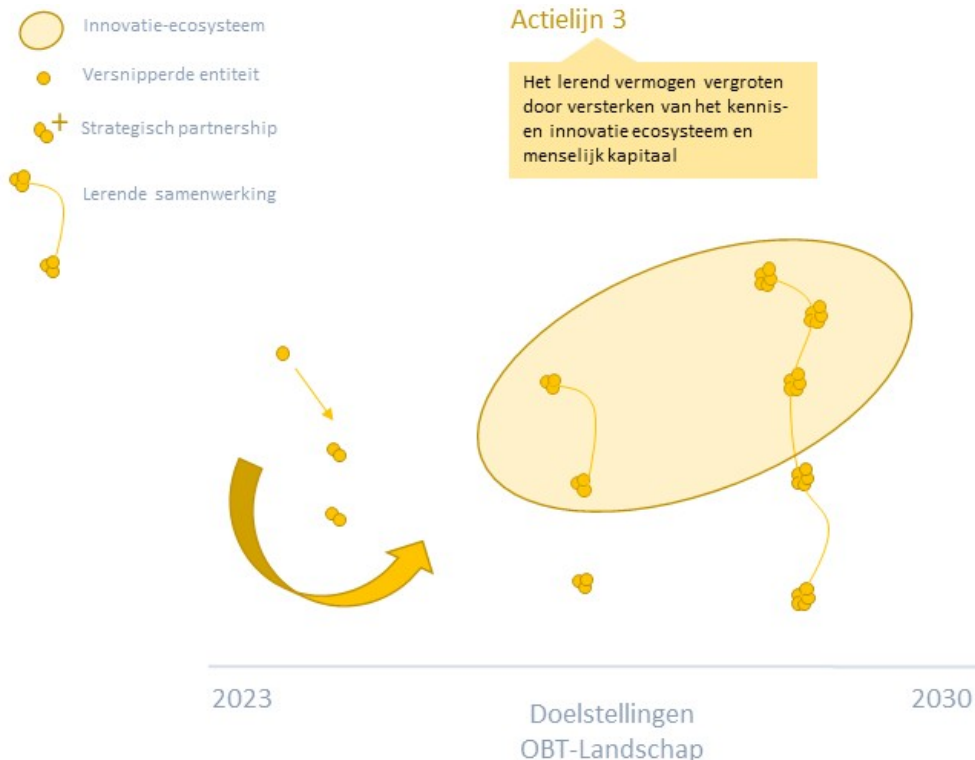 Innovatie-ecosysteem
Versnipperde entiteit
+
Strategisch partnership
Lerende samenwerking
Actielijn 3
Het lerend vermogen vergroten
door versterken van het kennis-
en innovatie ecosysteem en
menselijk kapitaal
2023
2030
Doelstellingen
OBT-Landschap